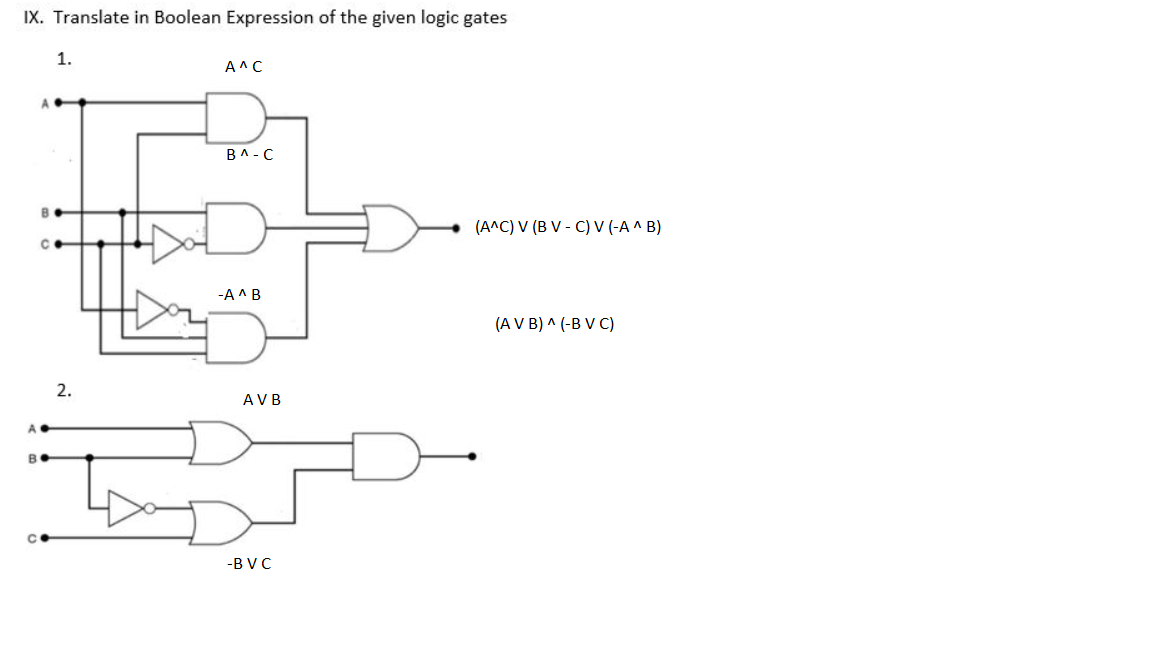 IX. Translate in Boolean Expression of the given logic gates
1.
A ^ C
A
B ^ - C
B
C
(A^C) V (B V - C) V (-A ^ B)
-A ^ B
(A V B) ^ (-B V C)
2.
A V B
A
B
C
-B V C